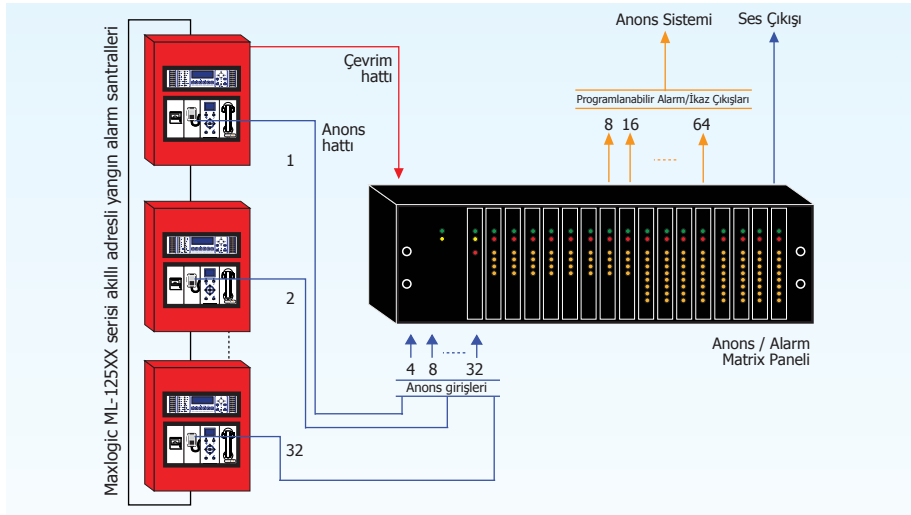 Maxlogic ML-125XX serisi akıllı adresli yangın alarm santralleri
Çevrim
hattı
Anons
hattı
1
2
32
Anons Sistemi
Ses Çıkışı
Programlanabilir Alarm/İkaz Çıkışları
8 16 64
4 8 32
Anons girişleri
Anons / Alarm
Matrix Paneli